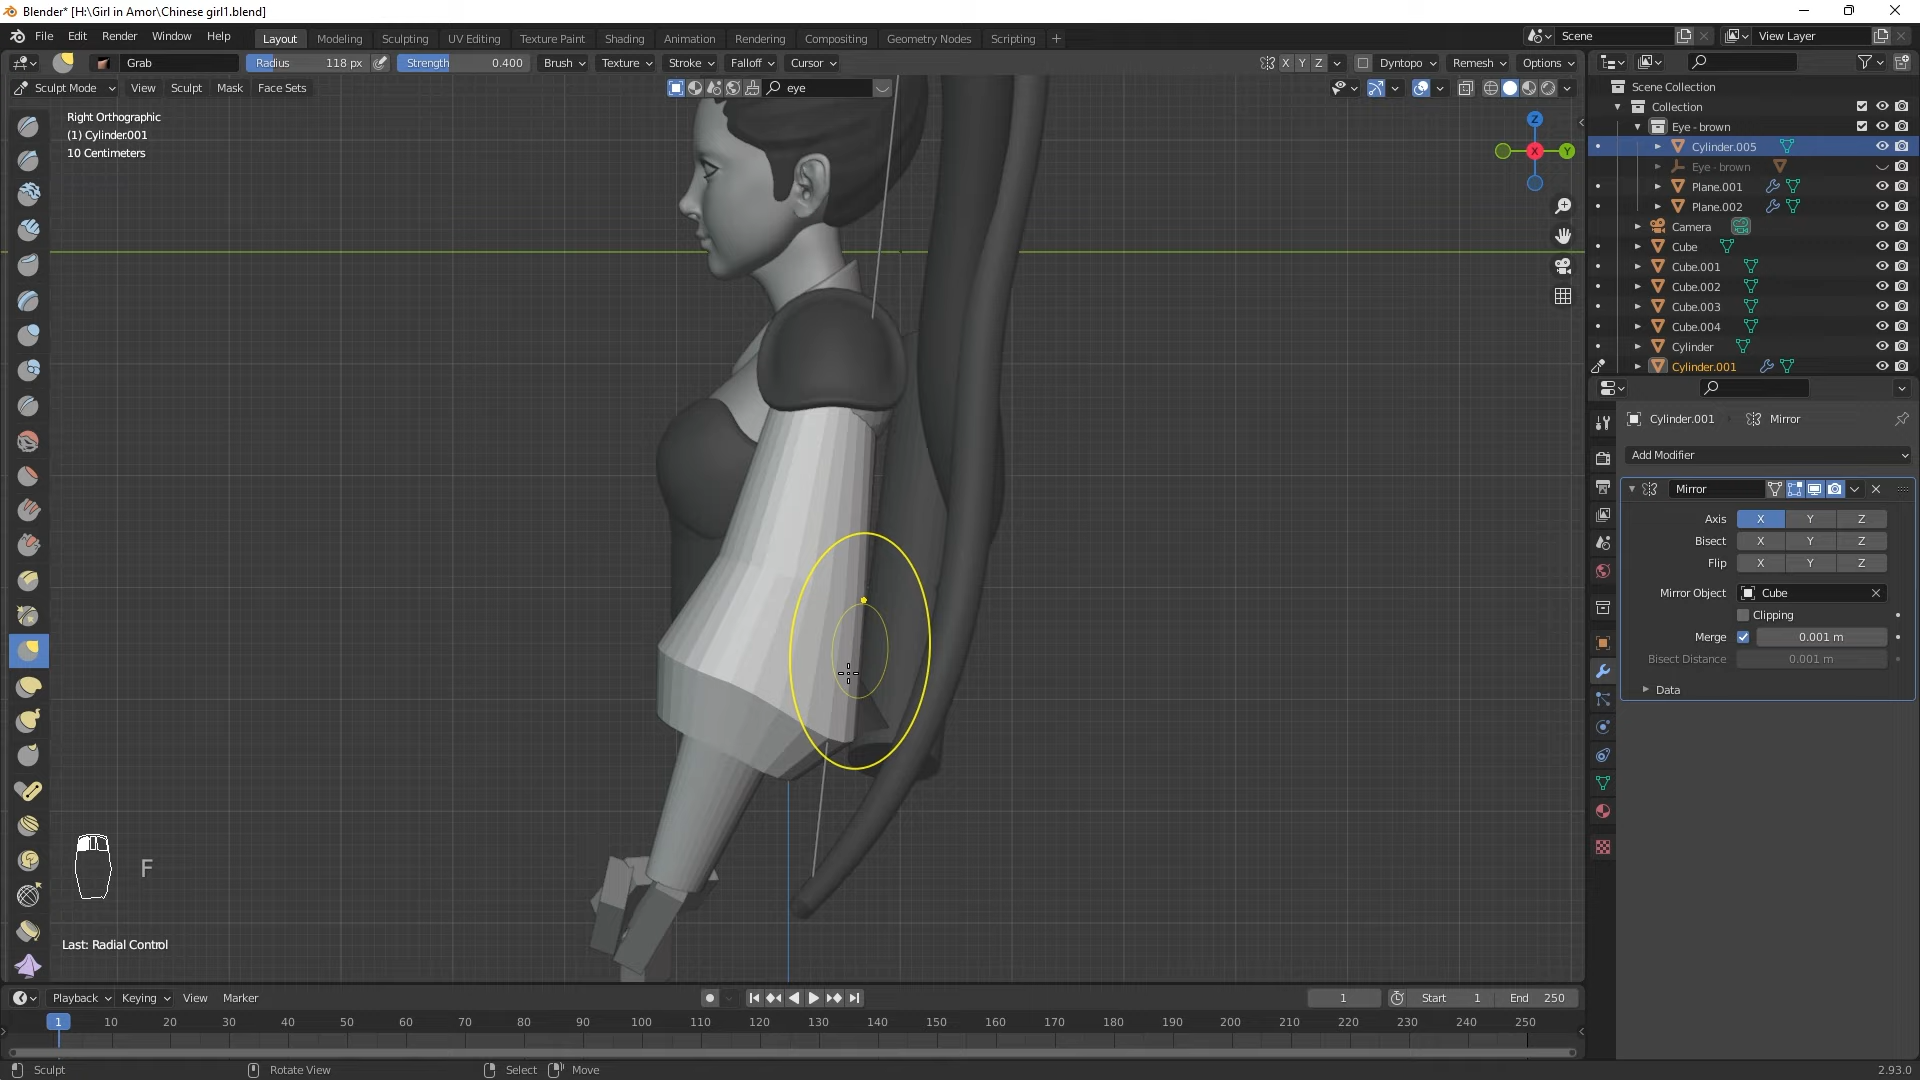 Blender* [H:\Girl in Amor\Chinese girl1.blend]
File Edit Render Window Help Layout Modeling Sculpting UV Editing Texture Paint Shading Animation Rendering Compositing Geometry Nodes Scripting + Scene View Layer
Grab Radius 118 px Strength 0.400 Brush Texture Stroke Falloff Cursor X Y Z Dyntopo Remesh Options
Sculpt Mode View Sculpt Mask Face Sets eye
Scene Collection
Collection
Eye - brown
Cylinder.005
Eye - brown
Plane.001
Plane.002
Camera
Cube
Cube.001
Cube.002
Cube.003
Cube.004
Cylinder
Cylinder.001
Right Orthographic
(1) Cylinder.001
10 Centimeters
Z
X
Y
Cylinder.001 Mirror
Add Modifier
Mirror
Axis X Y Z
Bisect X Y Z
Flip X Y Z
Mirror Object Cube
Clipping
Merge 0.001 m
Bisect Distance 0.001 m
Data
F
Last: Radial Control
Playback Keying View Marker 1 Start 1 End 250
1 10 20 30 40 50 60 70 80 90 100 110 120 130 140 150 160 170 180 190 200 210 220 230 240 250
Sculpt Rotate View Select Move 2.93.0